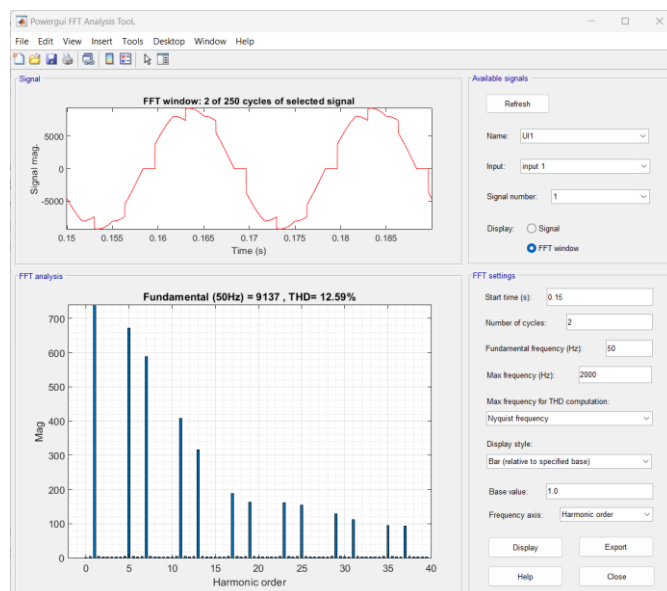 Powergui FFT Analysis Tool.
File Edit View Insert Tools Desktop Window Help
Signal
FFT window: 2 of 250 cycles of selected signal
5000
0
-5000
Signal mag.
0.15 0.155 0.16 0.165 0.17 0.175 0.18 0.185
Time (s)
FFT analysis
Fundamental (50Hz) = 9137 , THD= 12.59%
700
600
500
400
300
200
100
0
Mag
0 5 10 15 20 25 30 35 40
Harmonic order
Available signals
Refresh
Name: UI1
Input: input 1
Signal number: 1
Display: Signal
FFT window
FFT settings
Start time (s): 0.15
Number of cycles: 2
Fundamental frequency (Hz): 50
Max frequency (Hz): 2000
Max frequency for THD computation:
Nyquist frequency
Display style:
Bar (relative to specified base)
Base value: 1.0
Frequency axis: Harmonic order
Display Export
Help Close